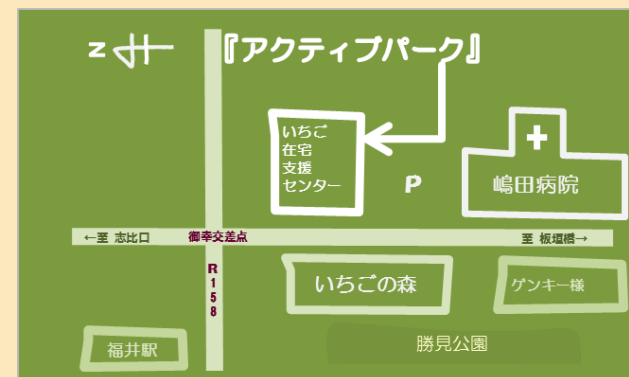 N
『アクティブパーク』
いちご
在宅
支援
センター
P
嶋田病院
←至 志比口
御幸交差点
至 板垣橋→
R
1
5
8
いちごの森
ゲンキー様
福井駅
勝見公園